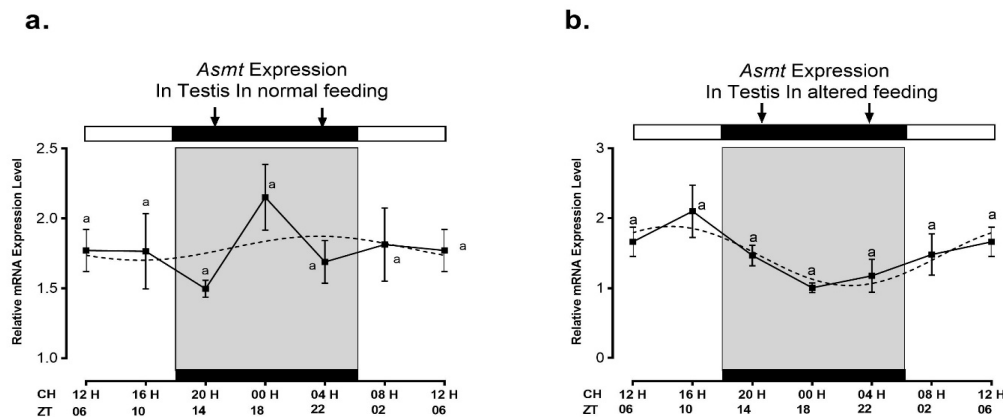 a.
Asmt Expression
In Testis In normal feeding
Relative mRNA Expression Level
2.5
2.0
1.5
1.0
a
a
a
a
a
a
a
CH 12 H 16 H 20 H 00 H 04 H 08 H 12 H
ZT 06 10 14 18 22 02 06
b.
Asmt Expression
In Testis In altered feeding
Relative mRNA Expression Level
3
2
1
0
a
a
a
a
a
a
a
CH 12 H 16 H 20 H 00 H 04 H 08 H 12 H
ZT 06 10 14 18 22 02 06